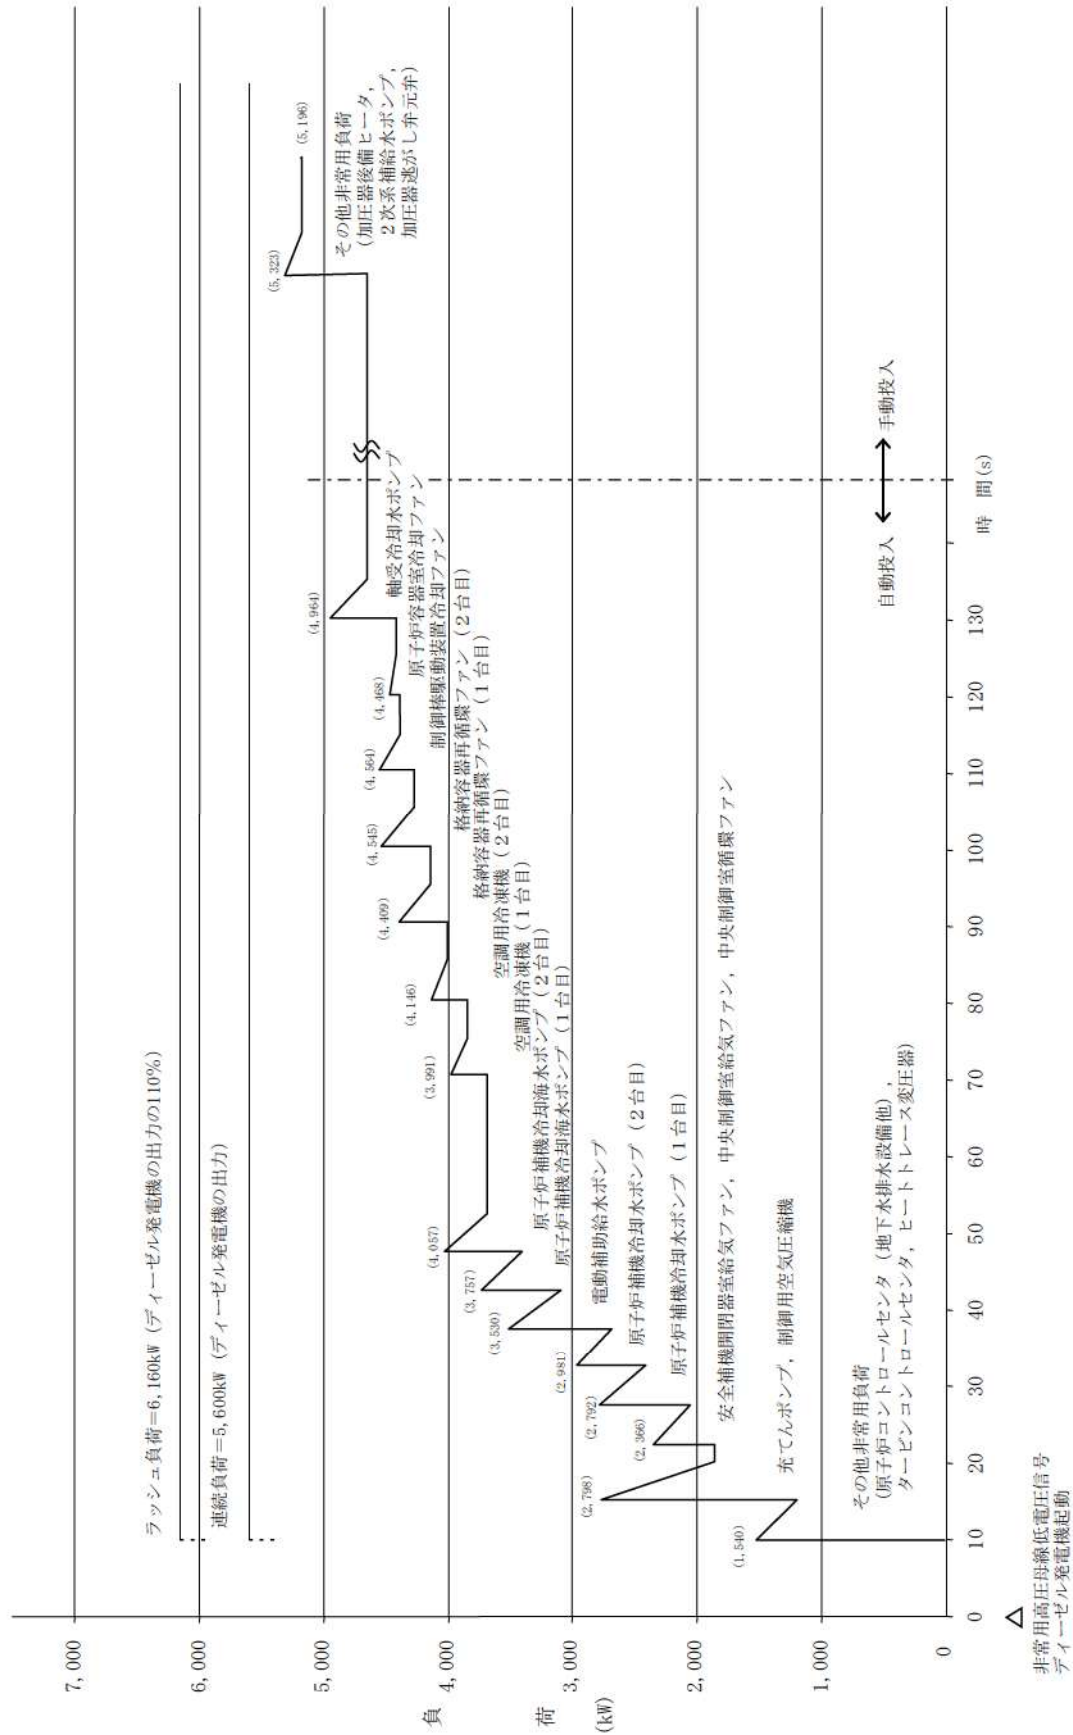 7,000
6,000
5,000
4,000
3,000
2,000
1,000
0
負
荷
(kW)
ラッシュ負荷=6,160kW (ディーゼル発電機の出力の110%)
連続負荷=5,600kW (ディーゼル発電機の出力)
(1,540)
(2,798)
(2,366)
(2,792)
(2,981)
(3,530)
(3,757)
(4,057)
(3,991)
(4,146)
(4,409)
(4,545)
(4,564)
(4,468)
(4,964)
(5,323)
(5,196)
その他非常用負荷
(加圧器後備ヒータ,
2次系補給水ポンプ,
加圧器逃がし弁元弁)
軸受冷却水ポンプ
原子炉容器室冷却ファン
制御棒駆動装置冷却ファン
格納容器再循環ファン (2台目)
格納容器再循環ファン (1台目)
空調用冷凍機 (2台目)
空調用冷凍機 (1台目)
原子炉補機冷却海水ポンプ (2台目)
原子炉補機冷却海水ポンプ (1台目)
電動補助給水ポンプ
原子炉補機冷却水ポンプ (2台目)
原子炉補機冷却水ポンプ (1台目)
安全補機開閉器室給気ファン, 中央制御室給気ファン, 中央制御室循環ファン
充てんポンプ, 制御用空気圧縮機
その他非常用負荷
(原子炉コントロールセンタ (地下水排水設備他),
タービンコントロールセンタ, ヒートトレース変圧器)
自動投入
手動投入
0
10
20
30
40
50
60
70
80
90
100
110
120
130
時 間(s)
非常用高圧母線低電圧信号
ディーゼル発電機起動